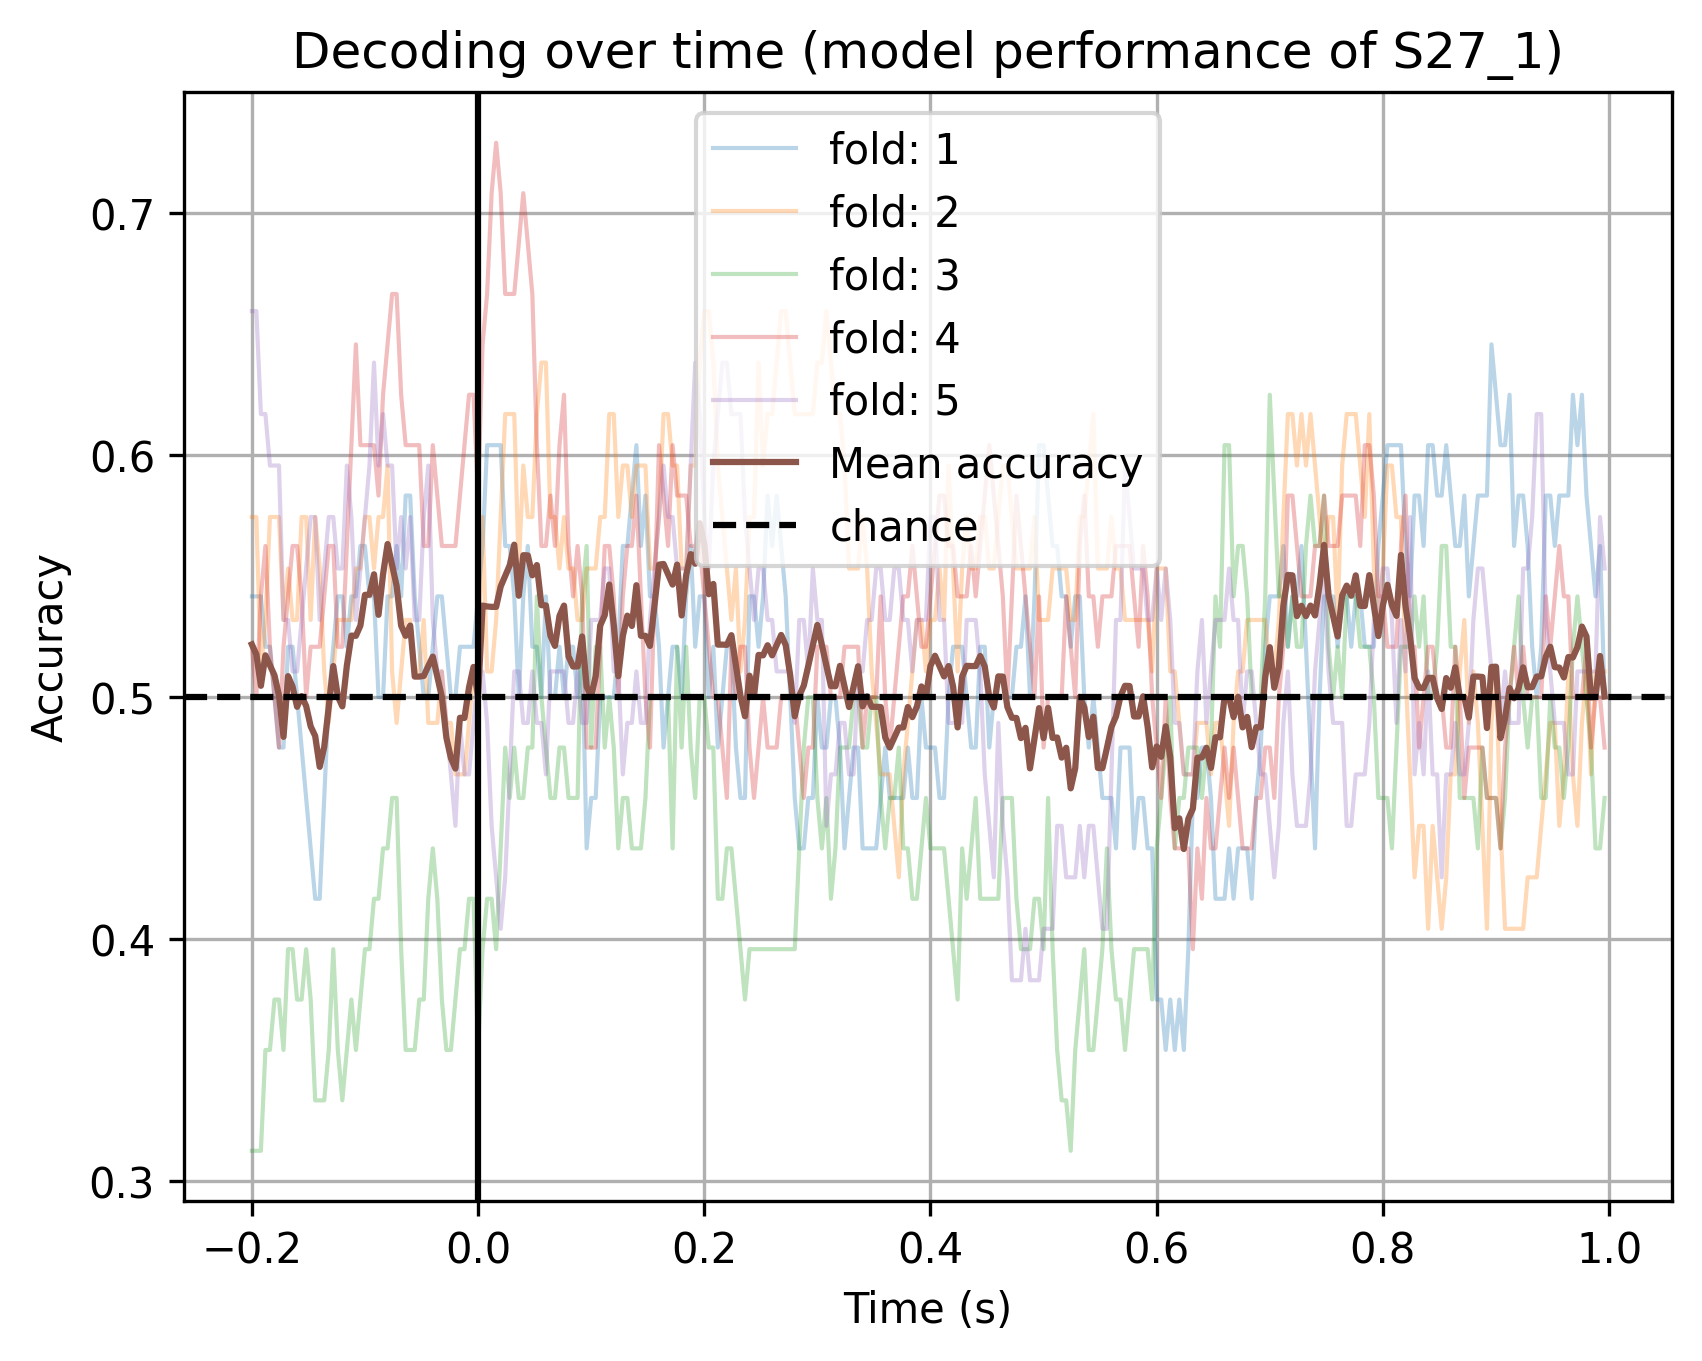 Decoding over time (model performance of S27_1)
fold: 1
fold: 2
fold: 3
fold: 4
fold: 5
Mean accuracy
chance
0.7
0.6
0.5
0.4
0.3
Accuracy
−0.2 0.0 0.2 0.4 0.6 0.8 1.0
Time (s)